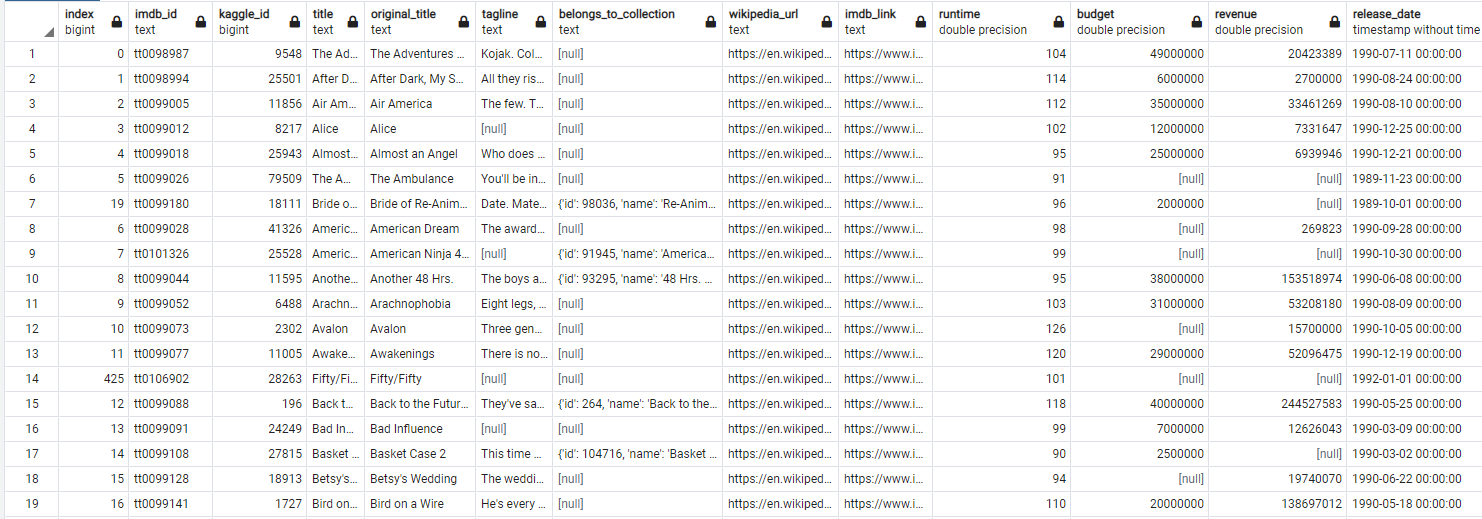 index imdb_id kaggle_id title original_title tagline belongs_to_collection wikipedia_url imdb_link runtime budget revenue release_date
bigint text bigint text text text text text text double precision double precision double precision timestamp without time
1 0 tt0098987 9548 The Ad... The Adventures ... Kojak. Col... [null] https://en.wikiped... https://www.i... 104 49000000 20423389 1990-07-11 00:00:00
2 1 tt0098994 25501 After D... After Dark, My S... All they ris... [null] https://en.wikiped... https://www.i... 114 6000000 2700000 1990-08-24 00:00:00
3 2 tt0099005 11856 Air Am... Air America The few. T... [null] https://en.wikiped... https://www.i... 112 35000000 33461269 1990-08-10 00:00:00
4 3 tt0099012 8217 Alice Alice [null] [null] https://en.wikiped... https://www.i... 102 12000000 7331647 1990-12-25 00:00:00
5 4 tt0099018 25943 Almost... Almost an Angel Who does ... [null] https://en.wikiped... https://www.i... 95 25000000 6939946 1990-12-21 00:00:00
6 5 tt0099026 79509 The A... The Ambulance You'll be in... [null] https://en.wikiped... https://www.i... 91 [null] [null] 1989-11-23 00:00:00
7 19 tt0099180 18111 Bride o... Bride of Re-Anim... Date. Mate... {'id': 98036, 'name': 'Re-Anim... https://en.wikiped... https://www.i... 96 2000000 [null] 1989-10-01 00:00:00
8 6 tt0099028 41326 Americ... American Dream The award... [null] https://en.wikiped... https://www.i... 98 [null] 269823 1990-09-28 00:00:00
9 7 tt0101326 25528 Americ... American Ninja 4... [null] {'id': 91945, 'name': 'America... https://en.wikiped... https://www.i... 99 [null] [null] 1990-10-30 00:00:00
10 8 tt0099044 11595 Anothe... Another 48 Hrs. The boys a... {'id': 93295, 'name': '48 Hrs. ... https://en.wikiped... https://www.i... 95 38000000 153518974 1990-06-08 00:00:00
11 9 tt0099052 6488 Arachn... Arachnophobia Eight legs, ... [null] https://en.wikiped... https://www.i... 103 31000000 53208180 1990-08-09 00:00:00
12 10 tt0099073 2302 Avalon Avalon Three gen... [null] https://en.wikiped... https://www.i... 126 [null] 15700000 1990-10-05 00:00:00
13 11 tt0099077 11005 Awake... Awakenings There is no... [null] https://en.wikiped... https://www.i... 120 29000000 52096475 1990-12-19 00:00:00
14 425 tt0106902 28263 Fifty/Fi... Fifty/Fifty [null] [null] https://en.wikiped... https://www.i... 101 [null] [null] 1992-01-01 00:00:00
15 12 tt0099088 196 Back t... Back to the Futur... They've sa... {'id': 264, 'name': 'Back to the... https://en.wikiped... https://www.i... 118 40000000 244527583 1990-05-25 00:00:00
16 13 tt0099091 24249 Bad In... Bad Influence [null] [null] https://en.wikiped... https://www.i... 99 7000000 12626043 1990-03-09 00:00:00
17 14 tt0099108 27815 Basket ... Basket Case 2 This time ... {'id': 104716, 'name': 'Basket ... https://en.wikiped... https://www.i... 90 2500000 [null] 1990-03-02 00:00:00
18 15 tt0099128 18913 Betsy's... Betsy's Wedding The weddi... [null] https://en.wikiped... https://www.i... 94 [null] 19740070 1990-06-22 00:00:00
19 16 tt0099141 1727 Bird on... Bird on a Wire He's every ... [null] https://en.wikiped... https://www.i... 110 20000000 138697012 1990-05-18 00:00:00